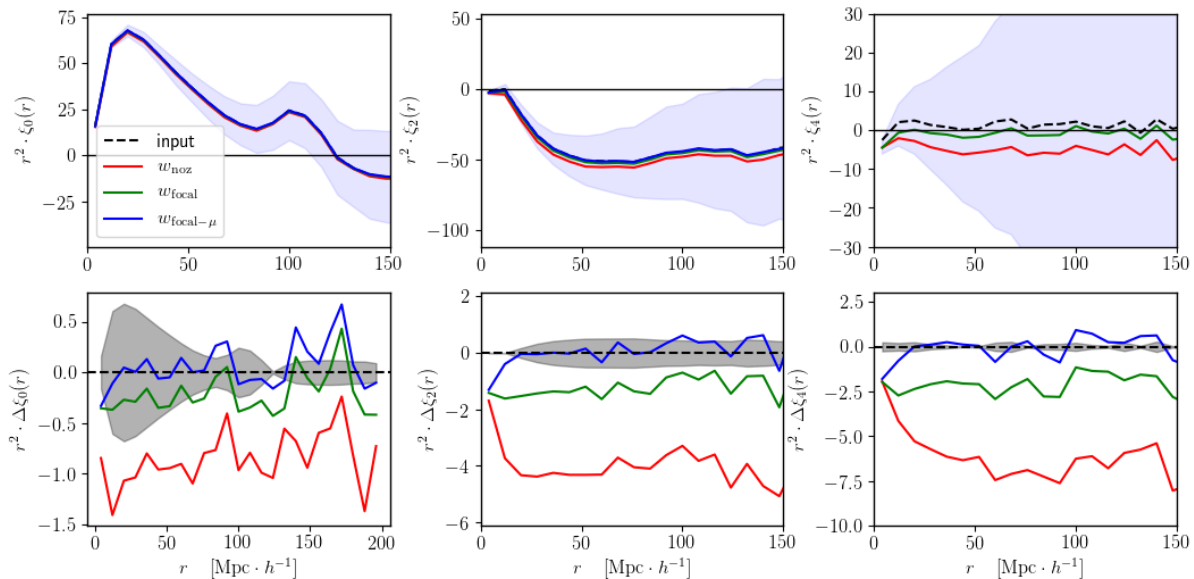 75
50
25
0
−25
r² · ξ₀(r)
input
w_noz
w_focal
w_focal−μ
0 50 100 150
0
−50
−100
r² · ξ₂(r)
0 50 100 150
30
20
10
0
−10
−20
−30
r² · ξ₄(r)
0 50 100 150
0.5
0.0
−0.5
−1.0
−1.5
r² · Δξ₀(r)
0 50 100 150 200
r [Mpc · h⁻¹]
2
0
−2
−4
−6
r² · Δξ₂(r)
0 50 100 150
r [Mpc · h⁻¹]
2.5
0.0
−2.5
−5.0
−7.5
−10.0
r² · Δξ₄(r)
0 50 100 150
r [Mpc · h⁻¹]